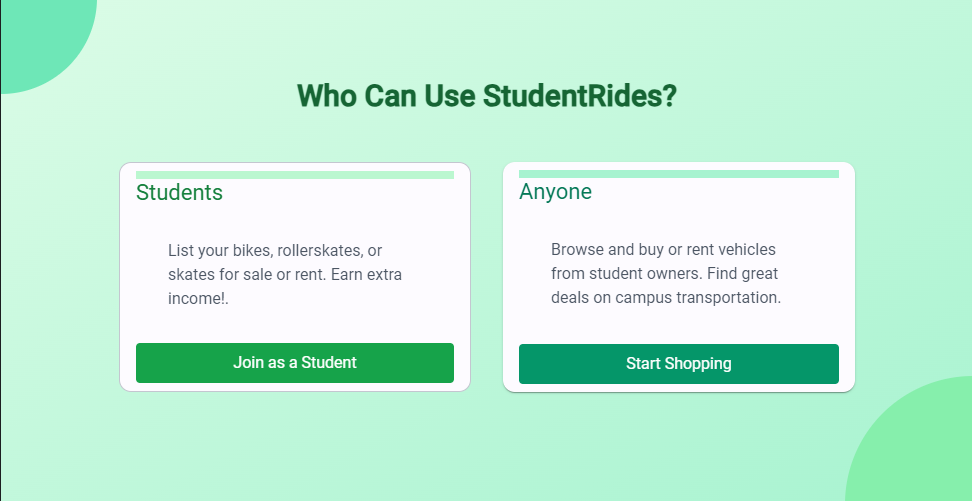 Who Can Use StudentRides?
Students
List your bikes, rollerskates, or
skates for sale or rent. Earn extra
income!.
Join as a Student
Anyone
Browse and buy or rent vehicles
from student owners. Find great
deals on campus transportation.
Start Shopping